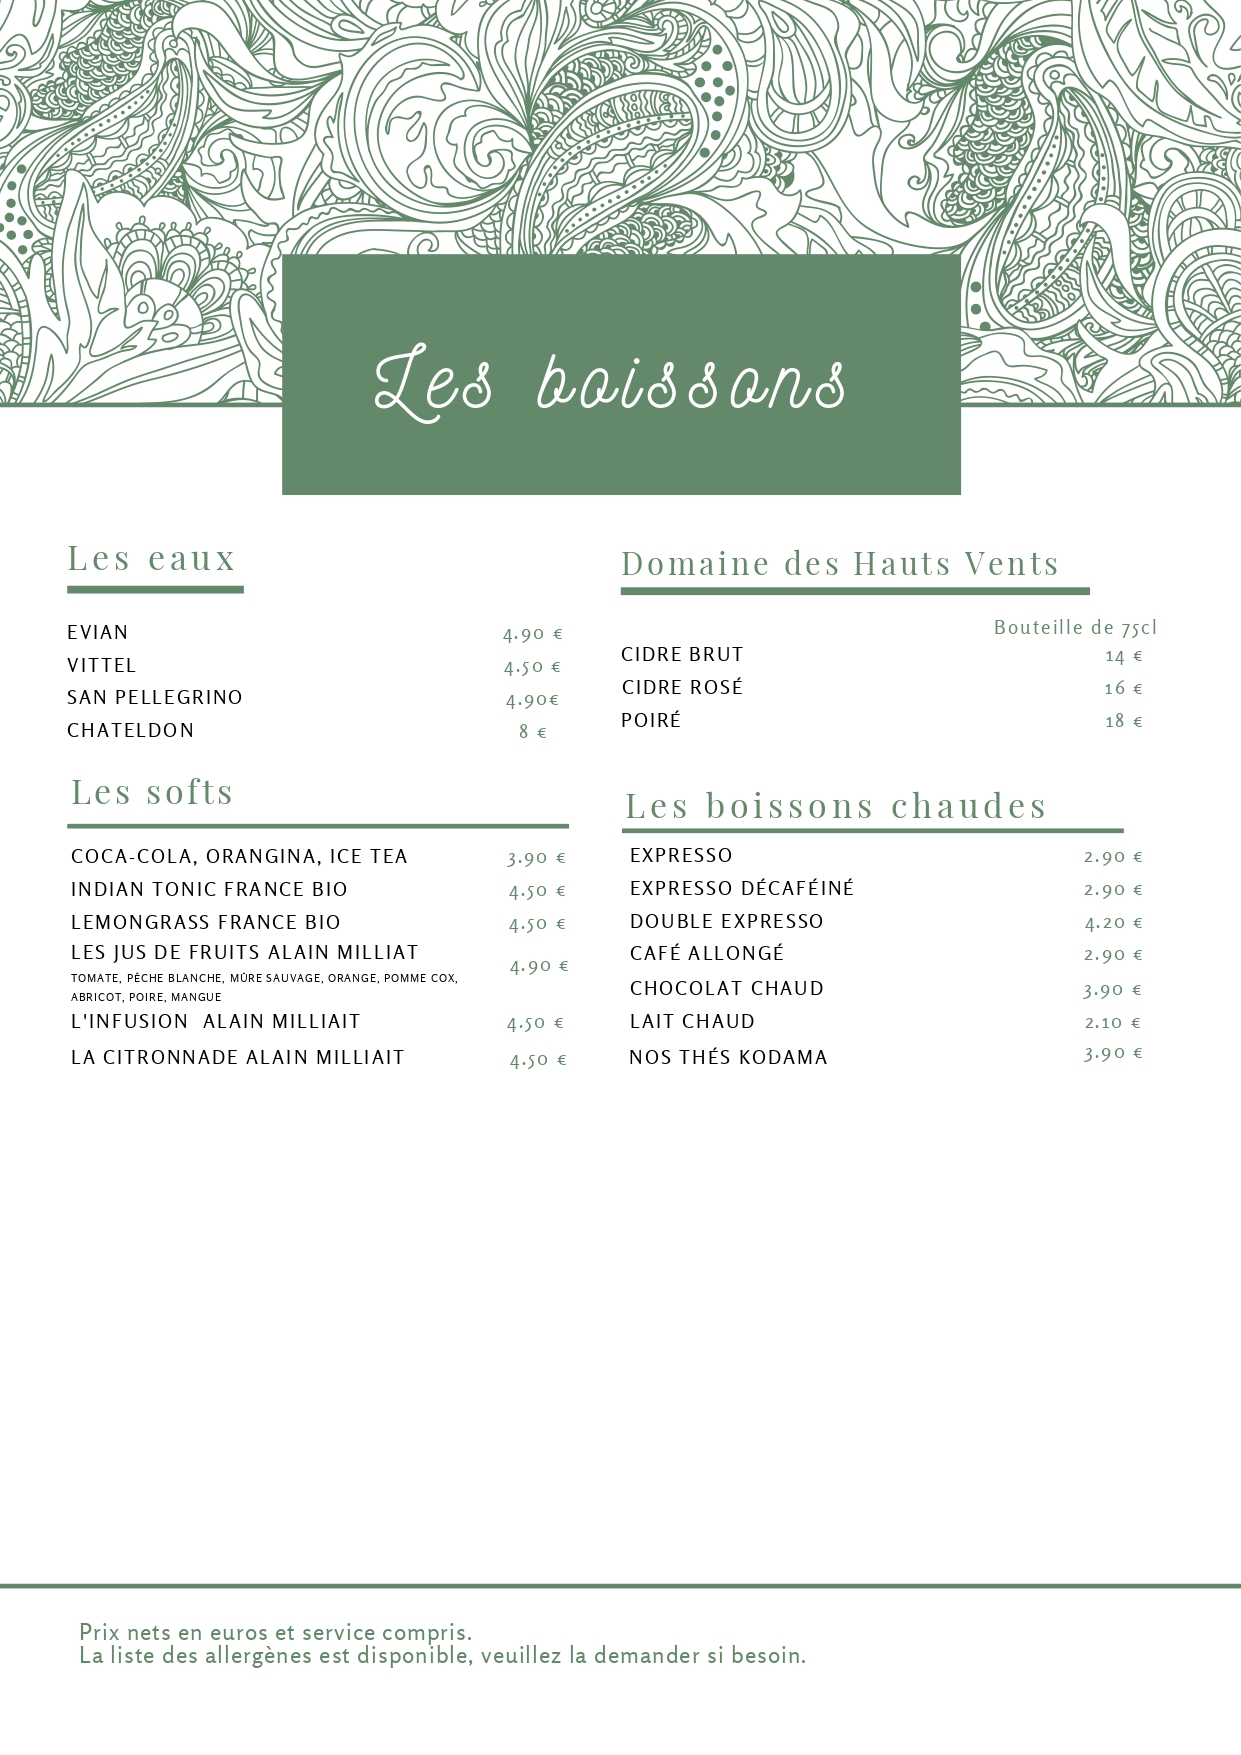 Les boissons
Les eaux
EVIAN 4.90 €
VITTEL 4.50 €
SAN PELLEGRINO 4.90€
CHATELDON 8 €
Les softs
COCA-COLA, ORANGINA, ICE TEA 3.90 €
INDIAN TONIC FRANCE BIO 4.50 €
LEMONGRASS FRANCE BIO 4.50 €
LES JUS DE FRUITS ALAIN MILLIAT 4.90 €
TOMATE, PÊCHE BLANCHE, MÛRE SAUVAGE, ORANGE, POMME COX,
ABRICOT, POIRE, MANGUE
L'INFUSION ALAIN MILLIAIT 4.50 €
LA CITRONNADE ALAIN MILLIAIT 4.50 €
Domaine des Hauts Vents
Bouteille de 75cl
CIDRE BRUT 14 €
CIDRE ROSÉ 16 €
POIRÉ 18 €
Les boissons chaudes
EXPRESSO 2.90 €
EXPRESSO DÉCAFÉINÉ 2.90 €
DOUBLE EXPRESSO 4.20 €
CAFÉ ALLONGÉ 2.90 €
CHOCOLAT CHAUD 3.90 €
LAIT CHAUD 2.10 €
NOS THÉS KODAMA 3.90 €
Prix nets en euros et service compris.
La liste des allergènes est disponible, veuillez la demander si besoin.